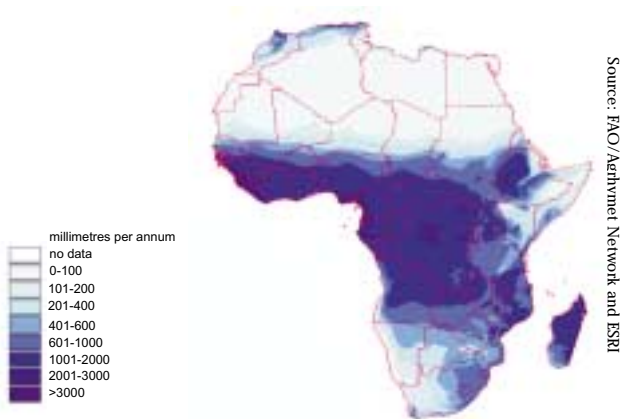 Source: FAO/Agrhvmet Network and ESRI
millimetres per annum
no data
0-100
101-200
201-400
401-600
601-1000
1001-2000
2001-3000
>3000